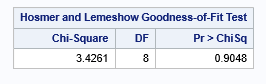 Hosmer and Lemeshow Goodness-of-Fit Test
Chi-Square DF Pr > ChiSq
3.4261 8 0.9048